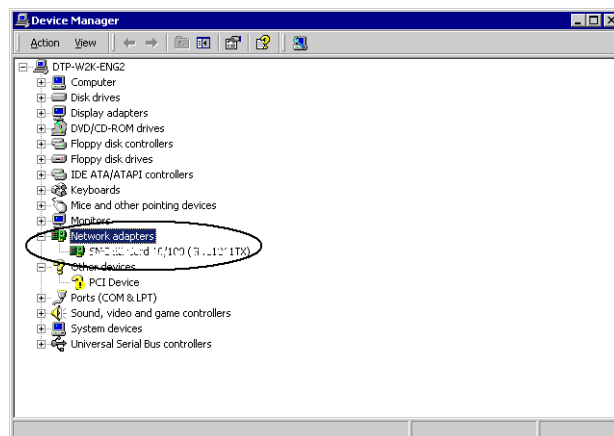 Device Manager
Action View
DTP-W2K-ENG2
Computer
Disk drives
Display adapters
DVD/CD-ROM drives
Floppy disk controllers
Floppy disk drives
IDE ATA/ATAPI controllers
Keyboards
Mice and other pointing devices
Monitors
Network adapters
10/100
Other devices
PCI Device
Ports (COM & LPT)
Sound, video and game controllers
System devices
Universal Serial Bus controllers